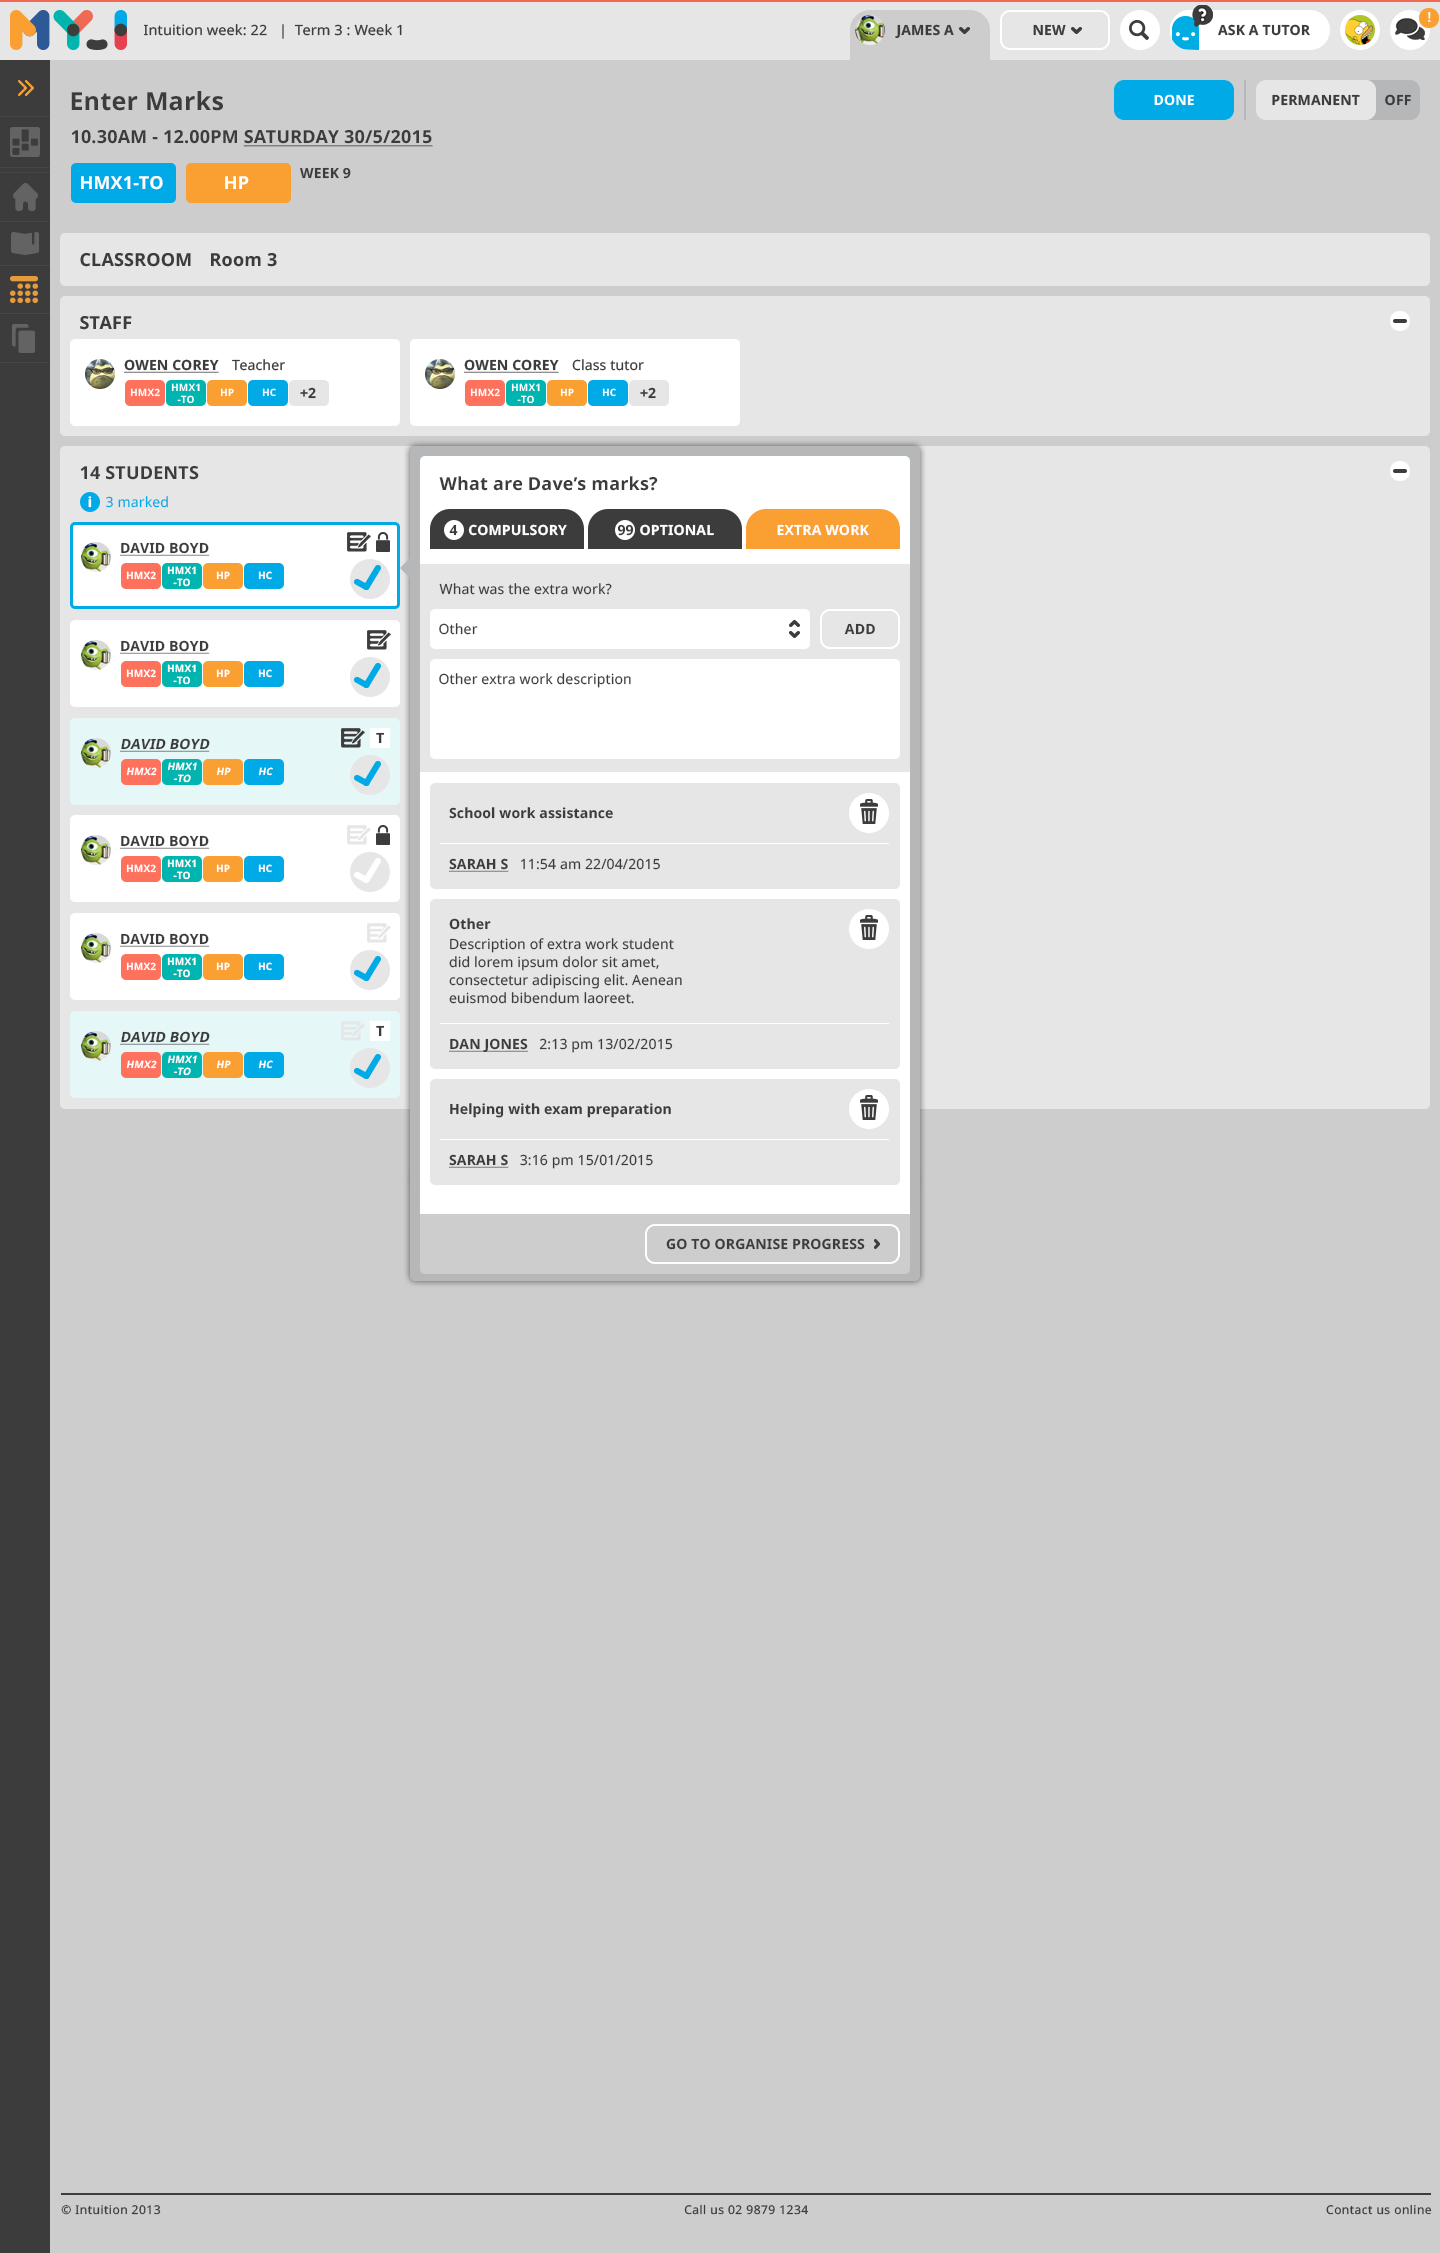 MY_I
Intuition week: 22 | Term 3 : Week 1
JAMES A
NEW
?
ASK A TUTOR
!
Enter Marks
DONE
PERMANENT
OFF
10.30AM - 12.00PM SATURDAY 30/5/2015
HMX1-TO
HP
WEEK 9
CLASSROOM Room 3
STAFF
OWEN COREY Teacher
HMX2
HMX1
-TO
HP
HC
+2
OWEN COREY Class tutor
HMX2
HMX1
-TO
HP
HC
+2
14 STUDENTS
i 3 marked
DAVID BOYD
HMX2
HMX1
-TO
HP
HC
DAVID BOYD
HMX2
HMX1
-TO
HP
HC
DAVID BOYD
T
HMX2
HMX1
-TO
HP
HC
DAVID BOYD
HMX2
HMX1
-TO
HP
HC
DAVID BOYD
HMX2
HMX1
-TO
HP
HC
DAVID BOYD
T
HMX2
HMX1
-TO
HP
HC
What are Dave's marks?
4 COMPULSORY
99 OPTIONAL
EXTRA WORK
What was the extra work?
Other
ADD
Other extra work description
School work assistance
SARAH S 11:54 am 22/04/2015
Other
Description of extra work student
did lorem ipsum dolor sit amet,
consectetur adipiscing elit. Aenean
euismod bibendum laoreet.
DAN JONES 2:13 pm 13/02/2015
Helping with exam preparation
SARAH S 3:16 pm 15/01/2015
GO TO ORGANISE PROGRESS
© Intuition 2013
Call us 02 9879 1234
Contact us online